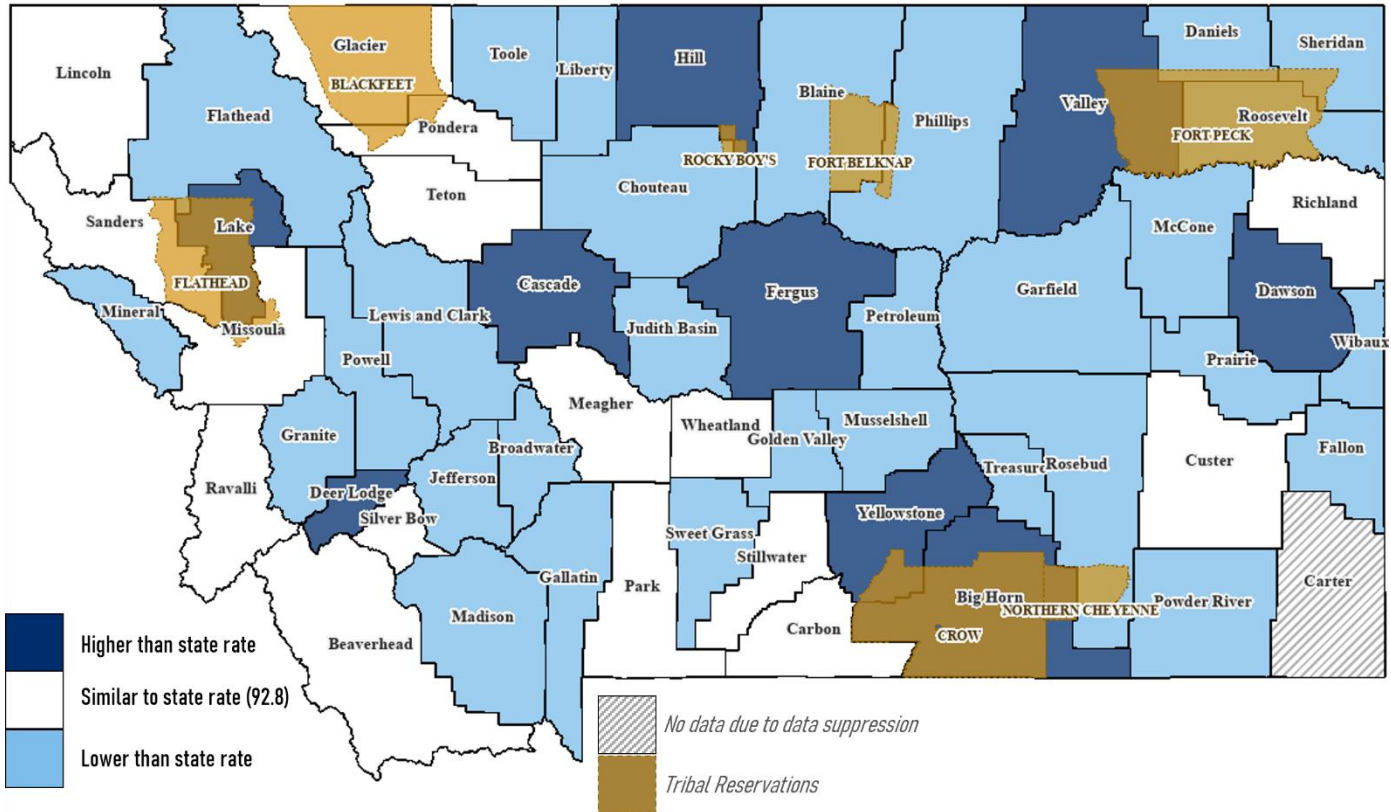 Lincoln
Glacier
BLACKFEET
Toole
Liberty
Hill
Blaine
Phillips
Valley
Daniels
Sheridan
Roosevelt
FORT PECK
Flathead
Pondera
ROCKY BOY'S
FORT BELKNAP
Teton
Chouteau
Richland
McCone
Sanders
Lake
FLATHEAD
Cascade
Fergus
Garfield
Dawson
Mineral
Missoula
Lewis and Clark
Judith Basin
Petroleum
Wibaux
Powell
Prairie
Meagher
Wheatland
Golden Valley
Musselshell
Granite
Broadwater
Jefferson
Treasure
Rosebud
Custer
Fallon
Ravalli
Deer Lodge
Silver Bow
Yellowstone
Sweet Grass
Stillwater
Gallatin
Park
Madison
Beaverhead
Carbon
Big Horn
NORTHERN CHEYENNE
CROW
Powder River
Carter
Higher than state rate
Similar to state rate (92.8)
Lower than state rate
No data due to data suppression
Tribal Reservations